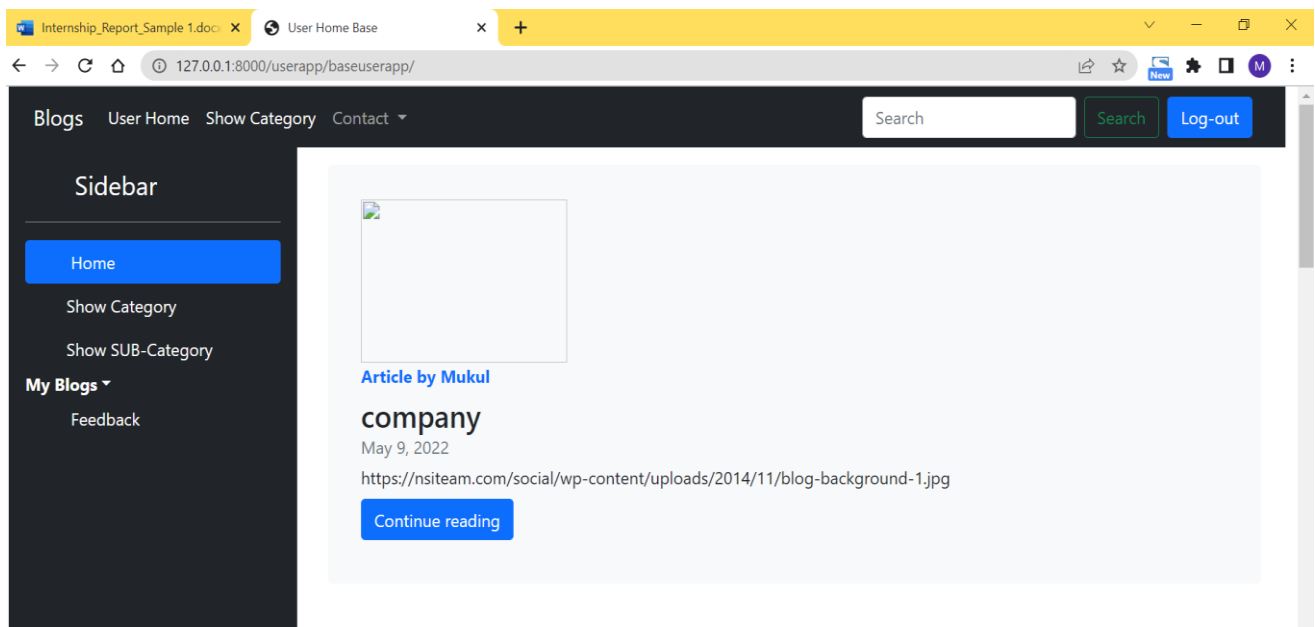 Internship_Report_Sample 1.doc
User Home Base
127.0.0.1:8000/userapp/baseuserapp/
New
M
Blogs User Home Show Category Contact
Search
Search
Log-out
Sidebar
Home
Show Category
Show SUB-Category
My Blogs
Feedback
Article by Mukul
company
May 9, 2022
https://nsiteam.com/social/wp-content/uploads/2014/11/blog-background-1.jpg
Continue reading